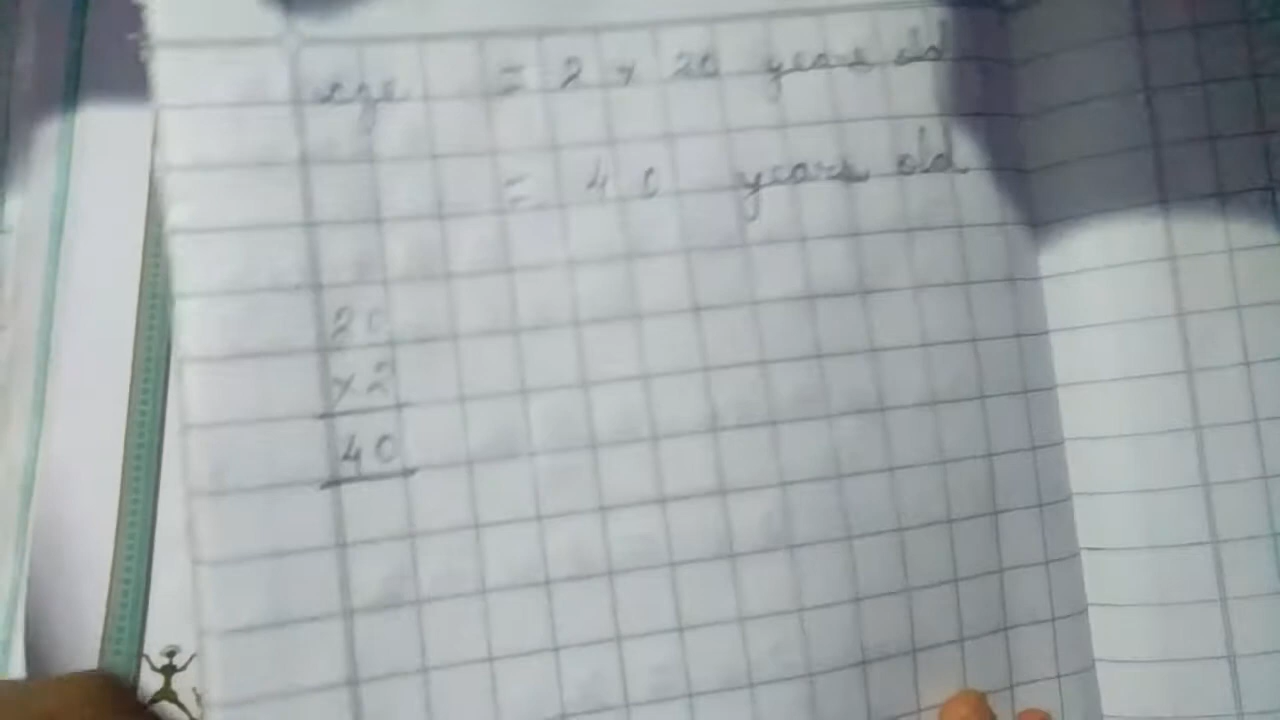 age = 2 × 20 years old
= 40 years old
20
×2
40